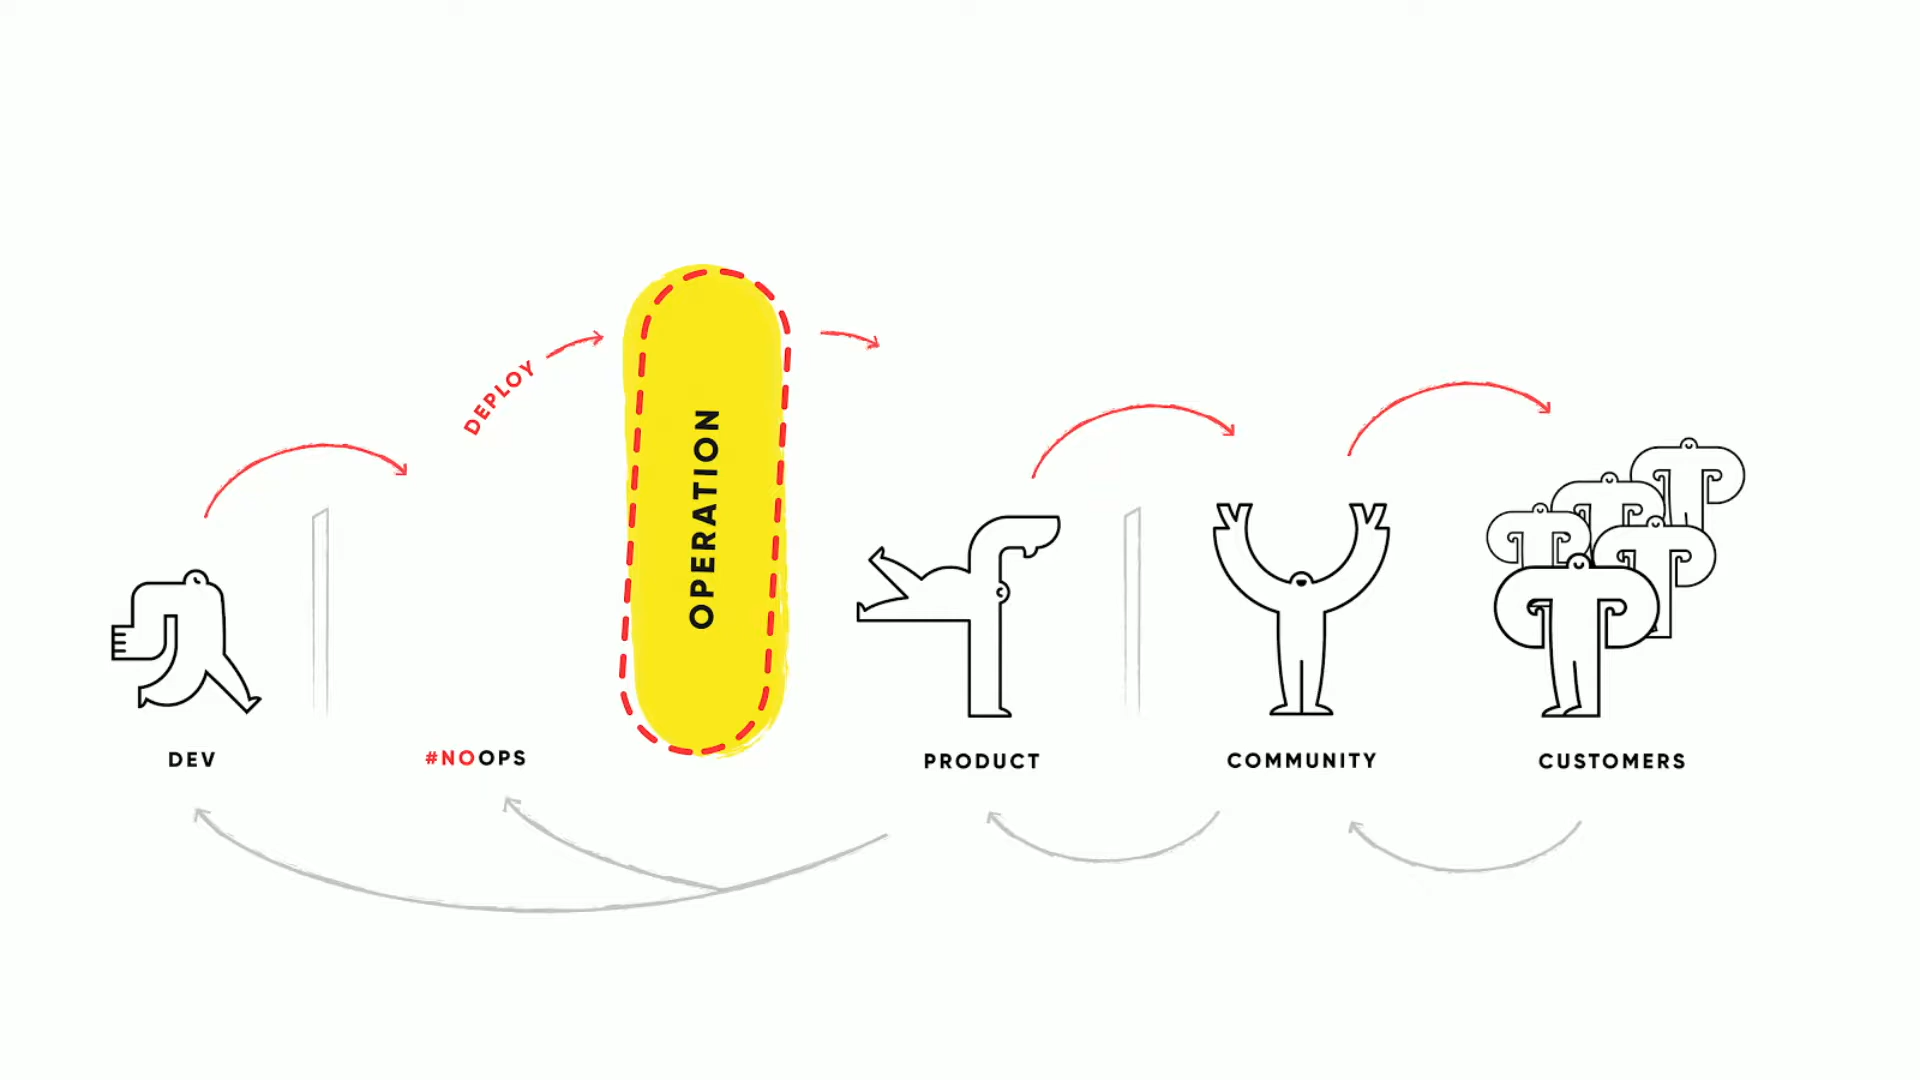 DEPLOY
OPERATION
DEV
#NOOPS
PRODUCT
COMMUNITY
CUSTOMERS